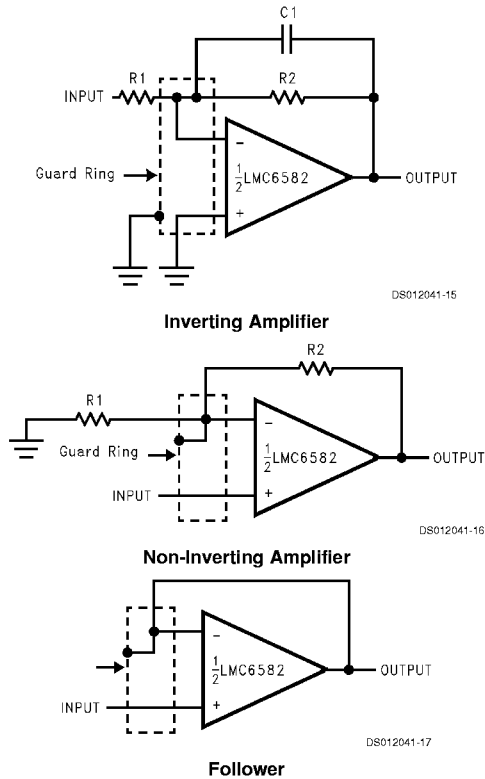 C1
R1
R2
INPUT
−
Guard Ring
1/2 LMC6582
OUTPUT
+
DS012041-15
Inverting Amplifier
R2
R1
−
Guard Ring
1/2 LMC6582
OUTPUT
INPUT
+
DS012041-16
Non-Inverting Amplifier
−
1/2 LMC6582
OUTPUT
INPUT
+
DS012041-17
Follower